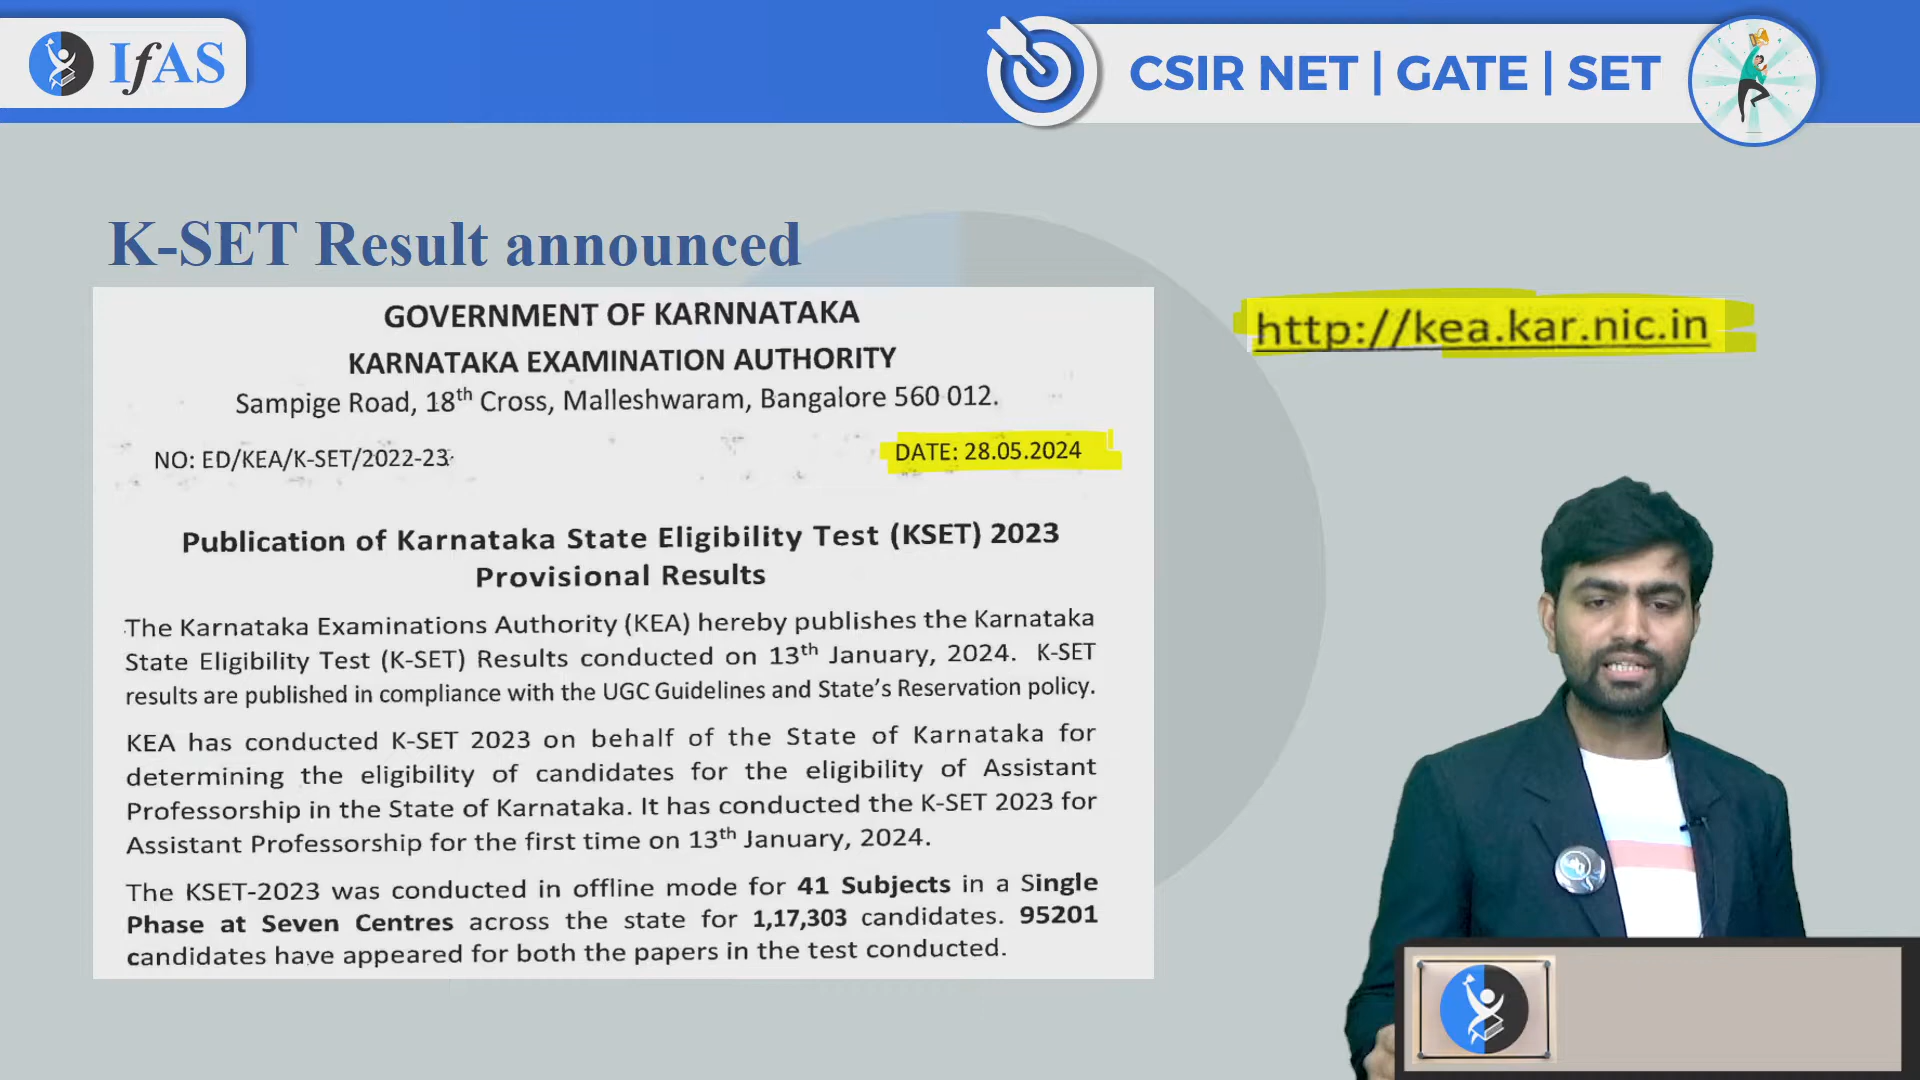 IfAS
CSIR NET | GATE | SET
K-SET Result announced
GOVERNMENT OF KARNNATAKA
KARNATAKA EXAMINATION AUTHORITY
Sampige Road, 18th Cross, Malleshwaram, Bangalore 560 012.
NO: ED/KEA/K-SET/2022-23
DATE: 28.05.2024
Publication of Karnataka State Eligibility Test (KSET) 2023
Provisional Results
The Karnataka Examinations Authority (KEA) hereby publishes the Karnataka
State Eligibility Test (K-SET) Results conducted on 13th January, 2024. K-SET
results are published in compliance with the UGC Guidelines and State's Reservation policy.
KEA has conducted K-SET 2023 on behalf of the State of Karnataka for
determining the eligibility of candidates for the eligibility of Assistant
Professorship in the State of Karnataka. It has conducted the K-SET 2023 for
Assistant Professorship for the first time on 13th January, 2024.
The KSET-2023 was conducted in offline mode for 41 Subjects in a Single
Phase at Seven Centres across the state for 1,17,303 candidates. 95201
candidates have appeared for both the papers in the test conducted.
http://kea.kar.nic.in